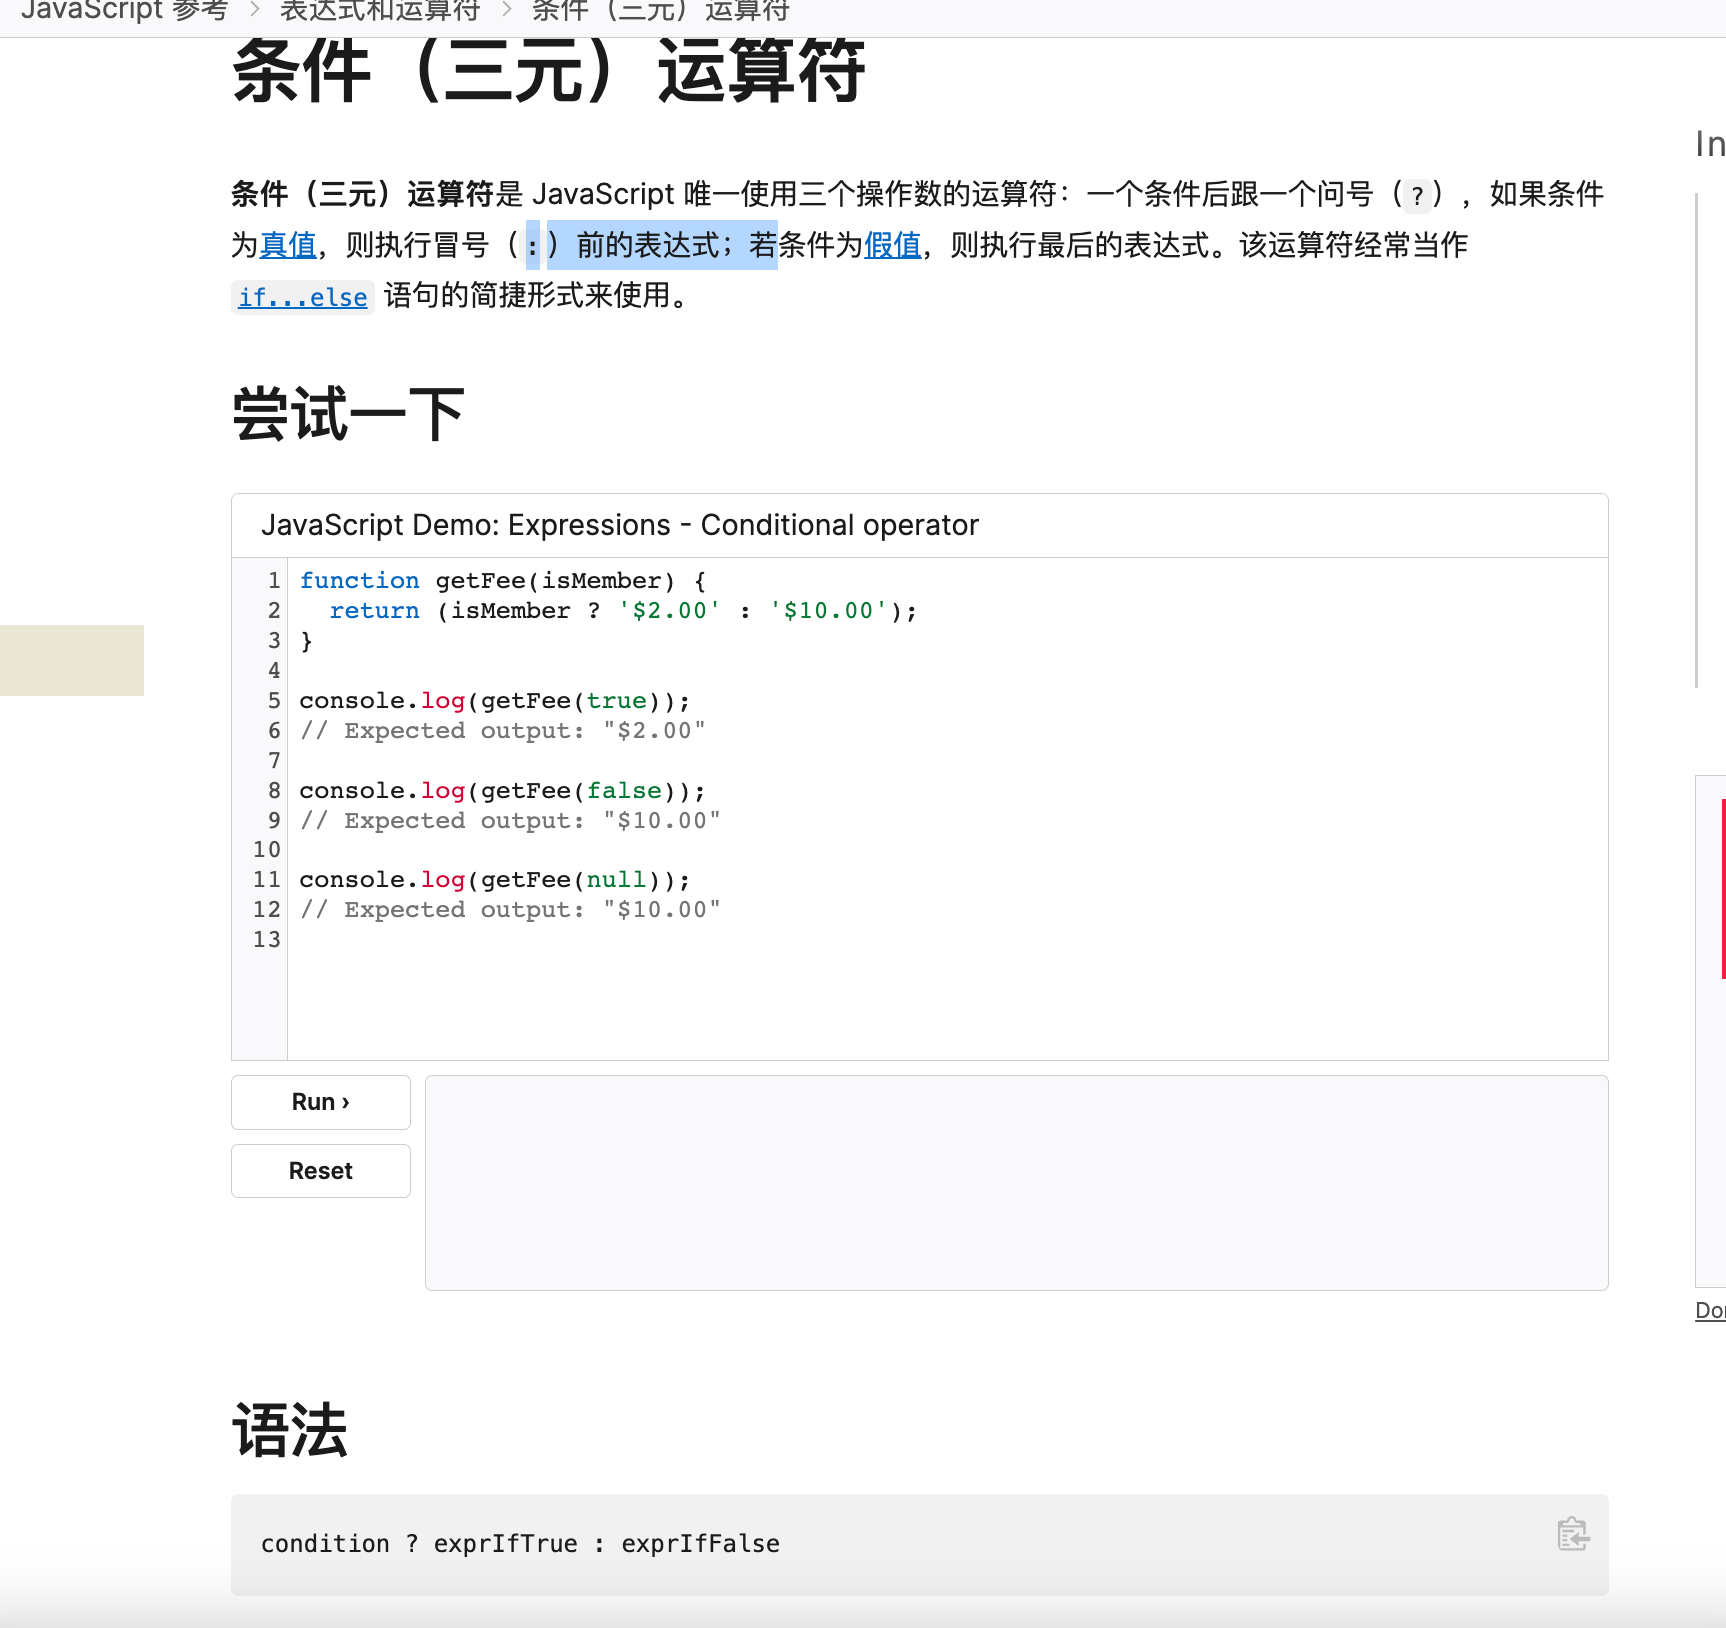 JavaScript 参考 > 表达式和运算符 > 条件（三元）运算符
条件（三元）运算符
In
条件（三元）运算符是 JavaScript 唯一使用三个操作数的运算符：一个条件后跟一个问号（?），如果条件
为真值，则执行冒号（:）前的表达式；若条件为假值，则执行最后的表达式。该运算符经常当作
if...else 语句的简捷形式来使用。
尝试一下
JavaScript Demo: Expressions - Conditional operator
1 function getFee(isMember) {
2   return (isMember ? '$2.00' : '$10.00');
3 }
4
5 console.log(getFee(true));
6 // Expected output: "$2.00"
7
8 console.log(getFee(false));
9 // Expected output: "$10.00"
10
11 console.log(getFee(null));
12 // Expected output: "$10.00"
13
Run ›
Reset
语法
condition ? exprIfTrue : exprIfFalse